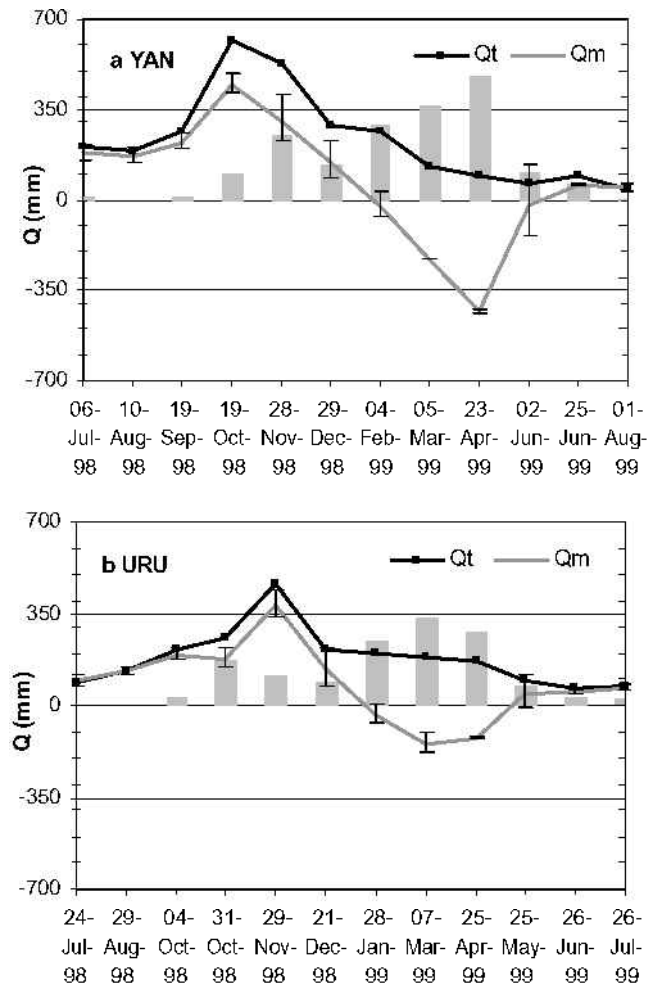 700
350
0
-350
-700
Q (mm)
a YAN
Qt
Qm
06-Jul-98
10-Aug-98
19-Sep-98
19-Oct-98
28-Nov-98
29-Dec-98
04-Feb-99
05-Mar-99
23-Apr-99
02-Jun-99
25-Jun-99
01-Aug-99
700
350
0
-350
-700
Q (mm)
b URU
Qt
Qm
24-Jul-98
29-Aug-98
04-Oct-98
31-Oct-98
29-Nov-98
21-Dec-98
28-Jan-99
07-Mar-99
25-Apr-99
25-May-99
26-Jun-99
26-Jul-99